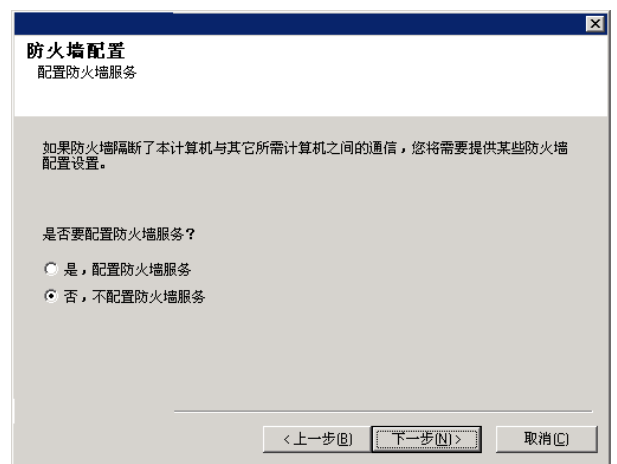 防火墙配置
配置防火墙服务
如果防火墙隔断了本计算机与其它所需计算机之间的通信，您将需要提供某些防火墙
配置设置。
是否要配置防火墙服务？
是，配置防火墙服务
否，不配置防火墙服务
<上一步(B) 下一步(N)> 取消(C)